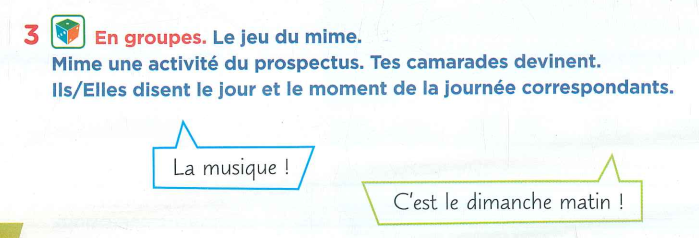 3 En groupes. Le jeu du mime.
Mime une activité du prospectus. Tes camarades devinent.
Ils/Elles disent le jour et le moment de la journée correspondants.
La musique !
C'est le dimanche matin !